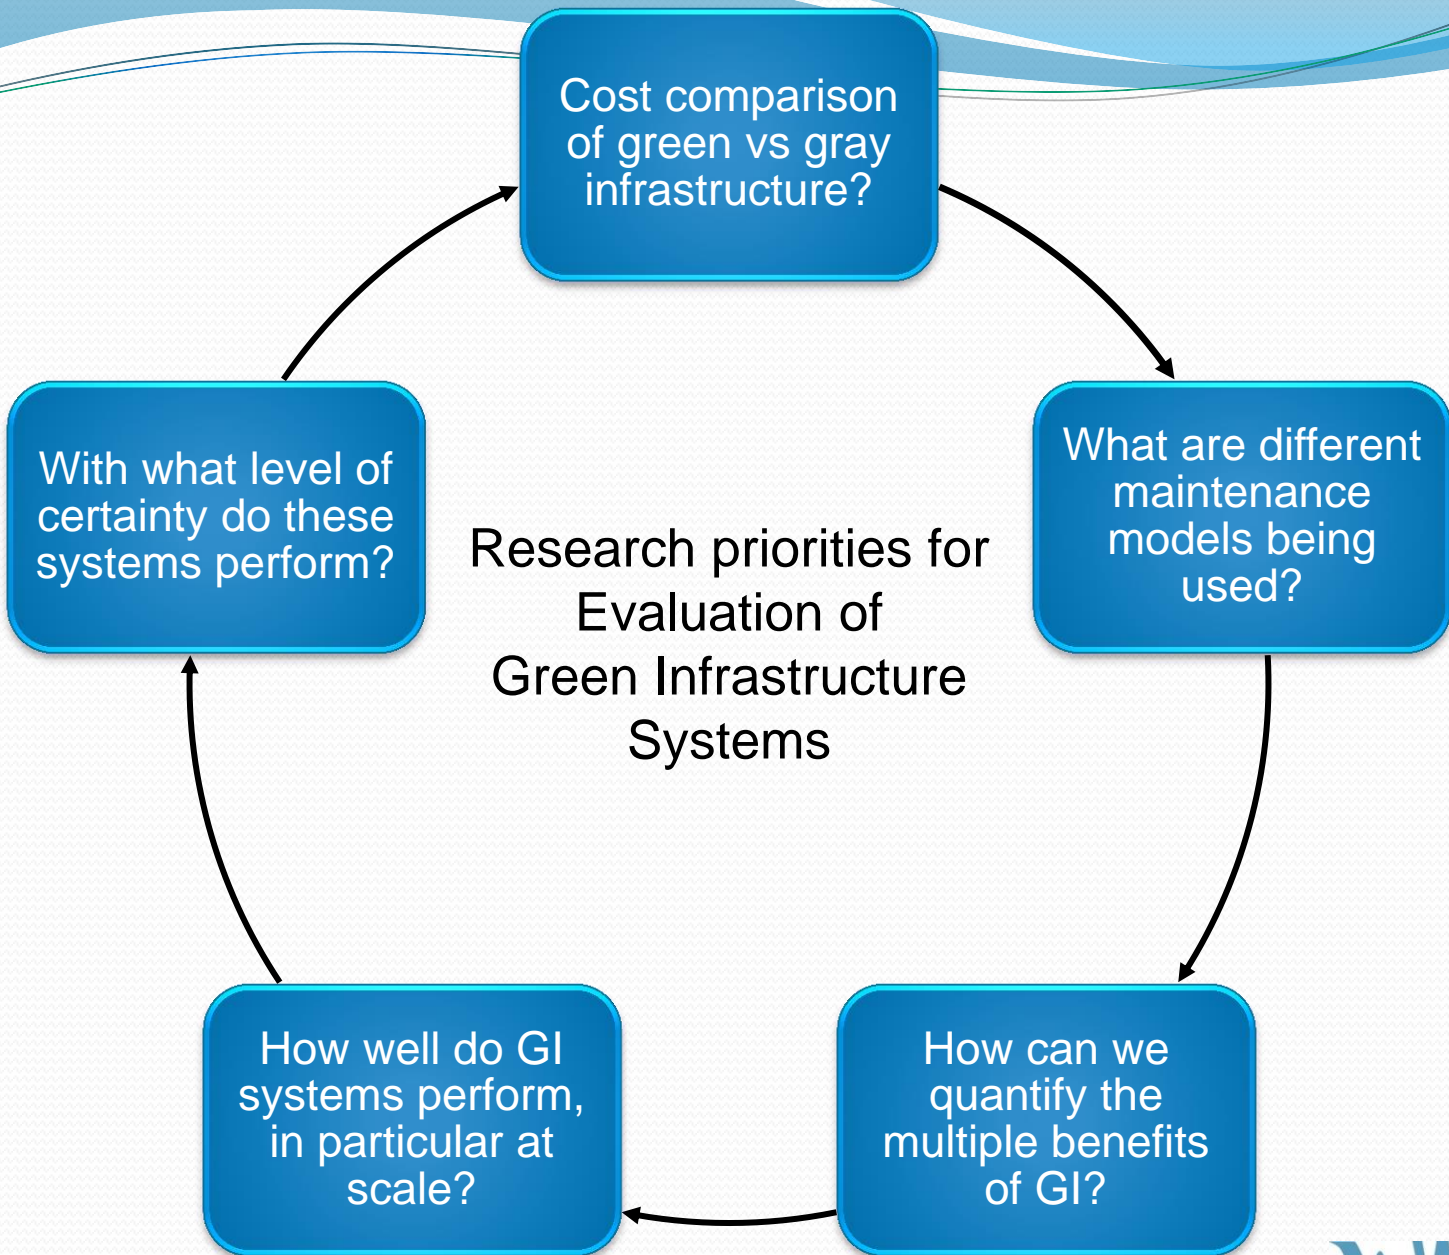 Cost comparison
of green vs gray
infrastructure?
What are different
maintenance
models being
used?
How can we
quantify the
multiple benefits
of GI?
How well do GI
systems perform,
in particular at
scale?
With what level of
certainty do these
systems perform?
Research priorities for
Evaluation of
Green Infrastructure
Systems